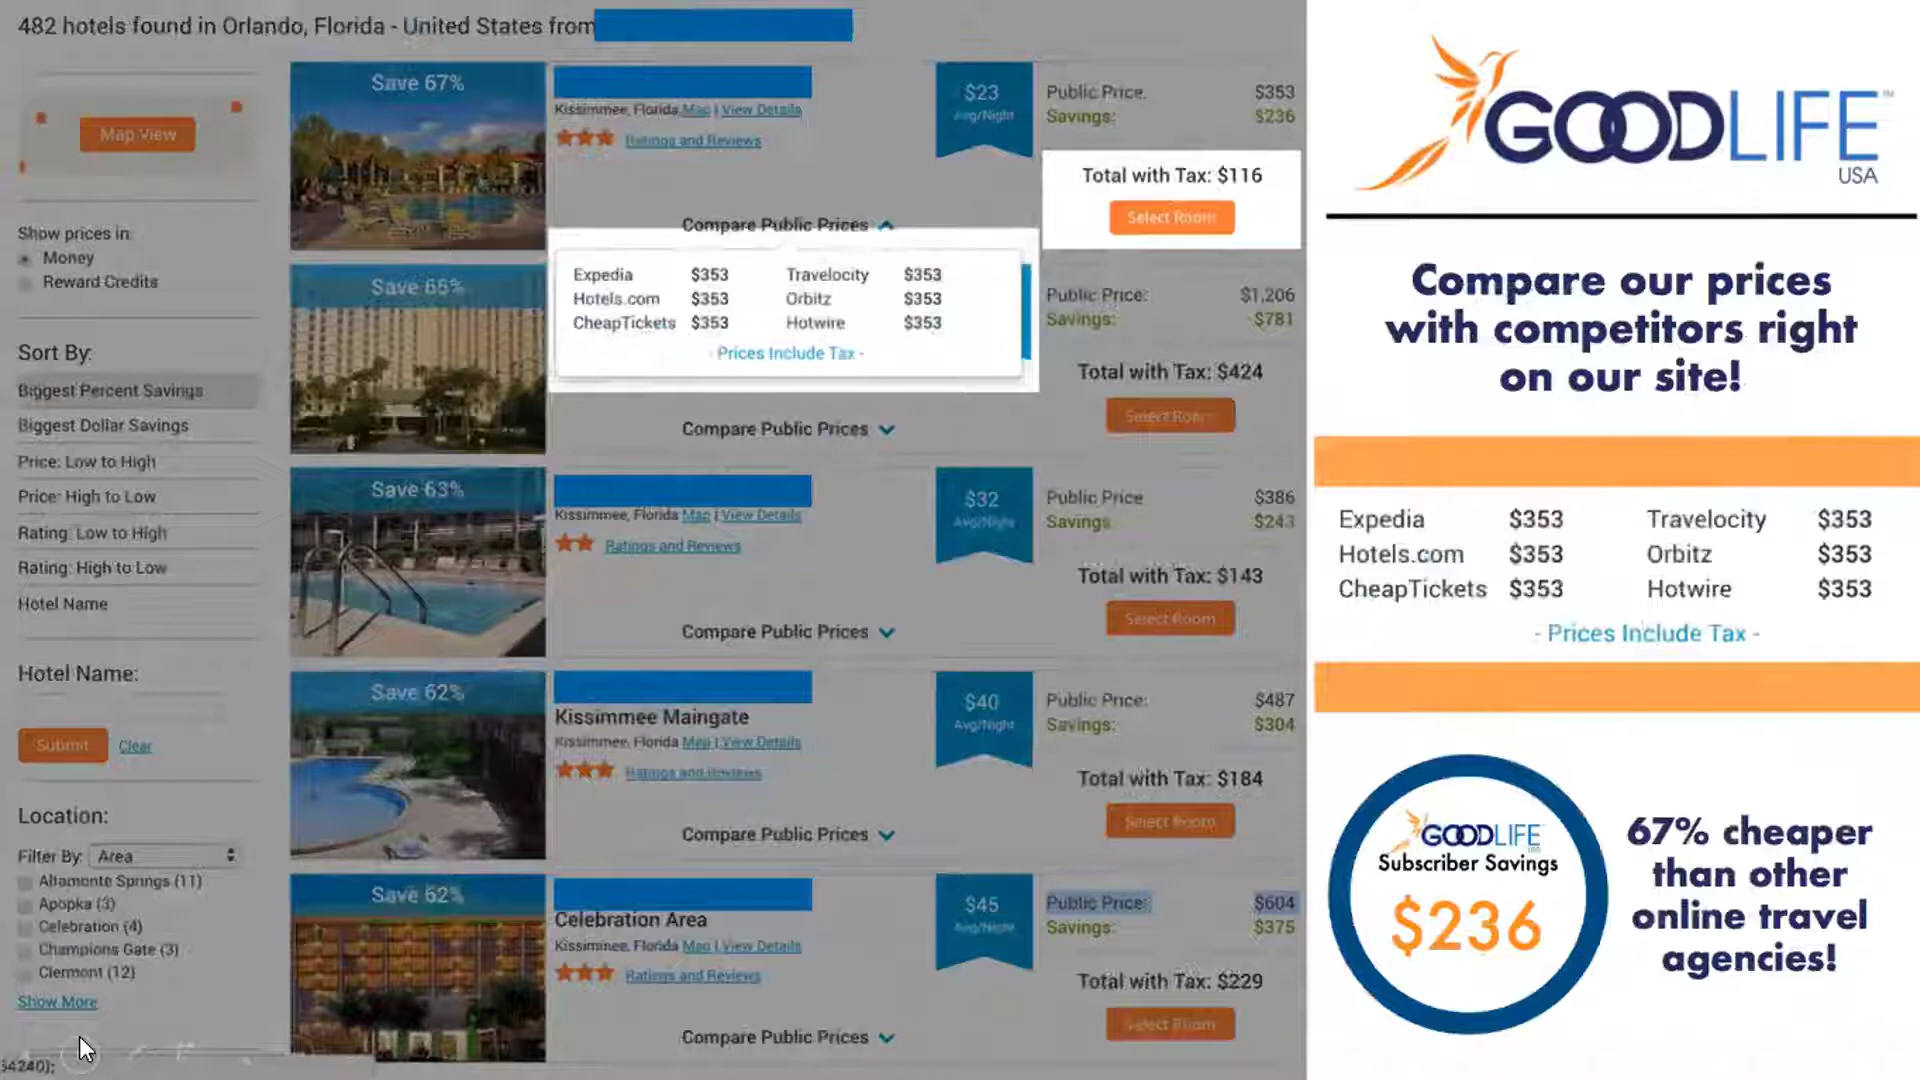 482 hotels found in Orlando, Florida - United States from
Map View
Show prices in:
Money
Reward Credits
Sort By:
Biggest Percent Savings
Biggest Dollar Savings
Price: Low to High
Price: High to Low
Rating: Low to High
Rating: High to Low
Hotel Name
Hotel Name:
Submit Clear
Location:
Filter By: Area
Altamonte Springs (11)
Apopka (3)
Celebration (4)
Champions Gate (3)
Clermont (12)
Show More
54240);
Save 67%
Kissimmee, Florida Map | View Details
Ratings and Reviews
$23
Avg/Night
Public Price: $353
Savings: $236
Total with Tax: $116
Select Room
Compare Public Prices
Expedia $353 Travelocity $353
Hotels.com $353 Orbitz $353
CheapTickets $353 Hotwire $353
- Prices Include Tax -
Save 65%
Public Price: $1,206
Savings: $781
Total with Tax: $424
Select Room
Compare Public Prices
Save 63%
Kissimmee, Florida Map | View Details
Ratings and Reviews
$32
Avg/Night
Public Price $386
Savings: $243
Total with Tax: $143
Select Room
Compare Public Prices
Save 62%
Kissimmee Maingate
Kissimmee, Florida Map | View Details
Ratings and Reviews
$40
Avg/Night
Public Price: $487
Savings: $304
Total with Tax: $184
Select Room
Compare Public Prices
Save 62%
Celebration Area
Kissimmee, Florida Map | View Details
Ratings and Reviews
$45
Avg/Night
Public Price: $604
Savings: $375
Total with Tax: $229
Select Room
Compare Public Prices
GOODLIFE™
USA
Compare our prices
with competitors right
on our site!
Expedia $353 Travelocity $353
Hotels.com $353 Orbitz $353
CheapTickets $353 Hotwire $353
- Prices Include Tax -
GOODLIFE
Subscriber Savings
$236
67% cheaper
than other
online travel
agencies!